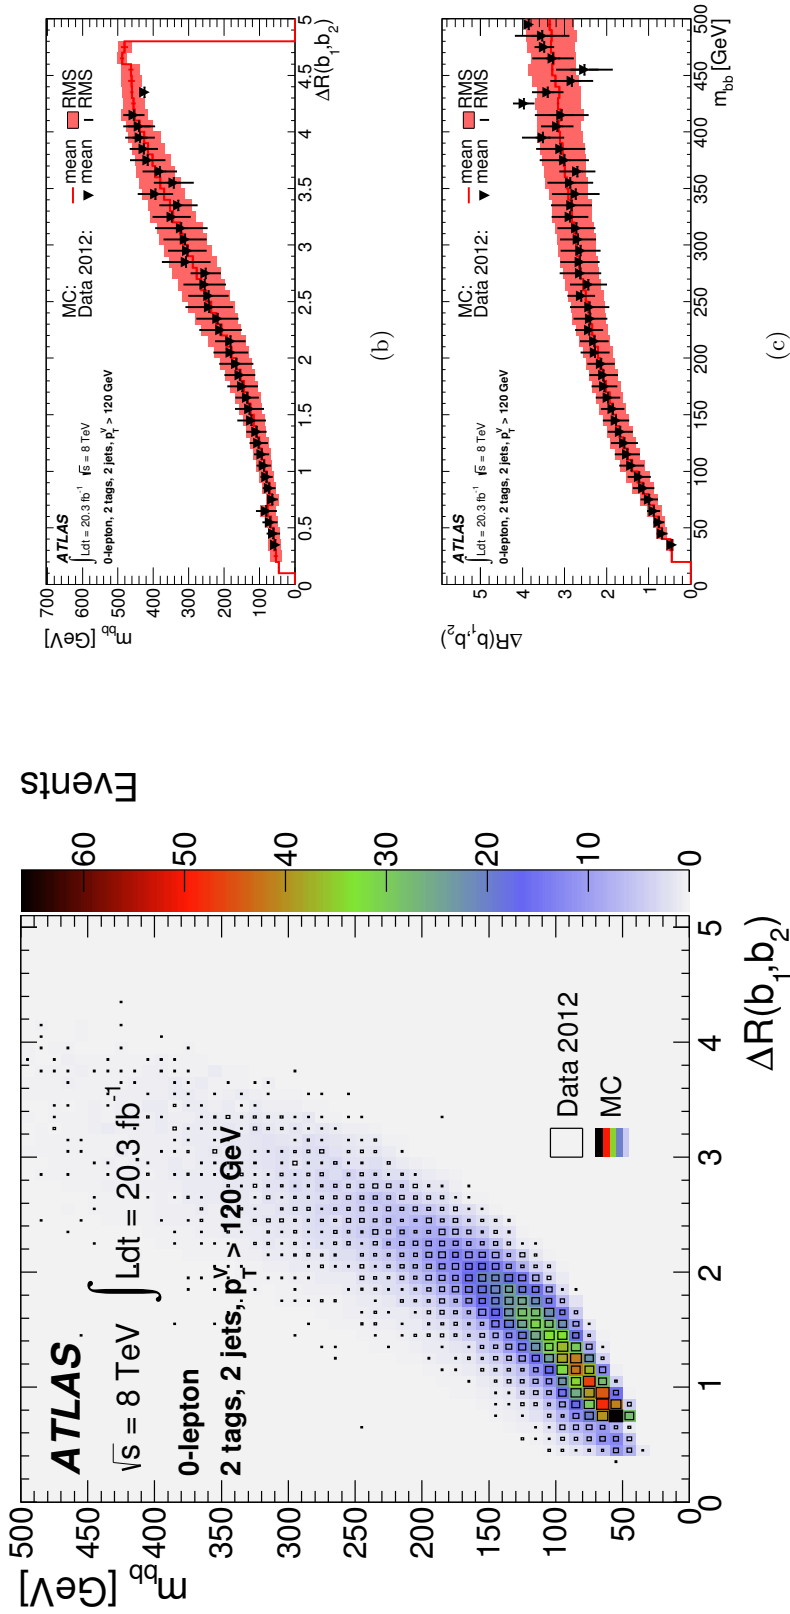 Events
m_bb [GeV]
500
450
400
350
300
250
200
150
100
50
0
ATLAS
√s = 8 TeV ∫ Ldt = 20.3 fb⁻¹
0-lepton
2 tags, 2 jets, p_T^V > 120 GeV
Data 2012
MC
0 1 2 3 4 5
ΔR(b₁,b₂)
60
50
40
30
20
10
0
m_bb [GeV]
700
600
500
400
300
200
100
ATLAS
∫ Ldt = 20.3 fb⁻¹ √s = 8 TeV
0-lepton, 2 tags, 2 jets, p_T^V > 120 GeV
MC: mean RMS
Data 2012: mean RMS
0 0.5 1 1.5 2 2.5 3 3.5 4 4.5 5
ΔR(b₁,b₂)
(b)
ΔR(b₁,b₂)
5
4
3
2
1
0
ATLAS
∫ Ldt = 20.3 fb⁻¹ √s = 8 TeV
0-lepton, 2 tags, 2 jets, p_T^V > 120 GeV
MC: mean RMS
Data 2012: mean RMS
0 50 100 150 200 250 300 350 400 450 500
m_bb [GeV]
(c)